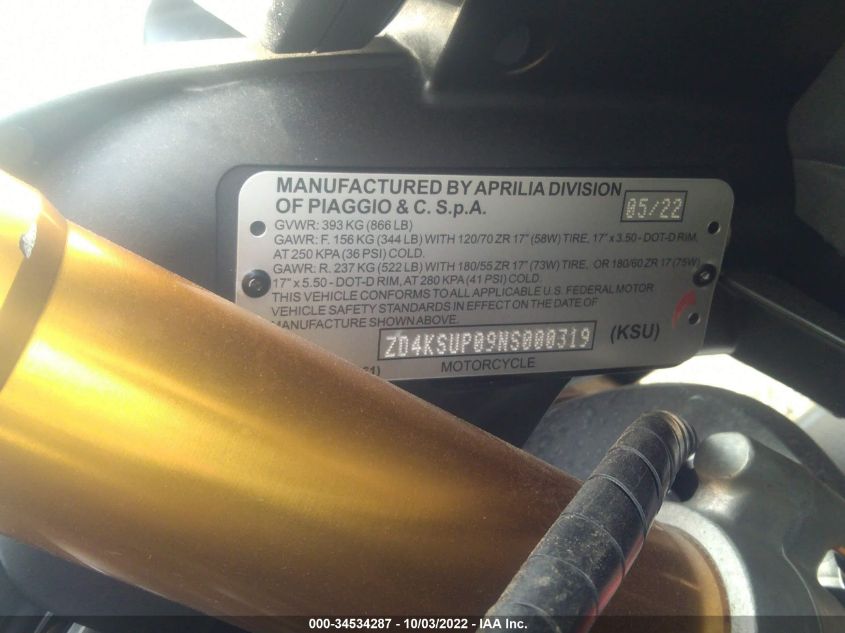 MANUFACTURED BY APRILIA DIVISION
OF PIAGGIO & C. S.p.A. 05/22
GVWR: 393 KG (866 LB)
GAWR: F. 156 KG (344 LB) WITH 120/70 ZR 17" (58W) TIRE, 17" x 3.50 - DOT-D RIM,
AT 250 KPA (36 PSI) COLD.
GAWR: R. 237 KG (522 LB) WITH 180/55 ZR 17" (73W) TIRE, OR 180/60 ZR 17 (75W)
17" x 5.50 - DOT-D RIM, AT 280 KPA (41 PSI) COLD.
THIS VEHICLE CONFORMS TO ALL APPLICABLE U.S. FEDERAL MOTOR
VEHICLE SAFETY STANDARDS IN EFFECT ON THE DATE OF
MANUFACTURE SHOWN ABOVE.
ZD4KSUP09NS000319 (KSU)
MOTORCYCLE
000-34534287 - 10/03/2022 - IAA Inc.